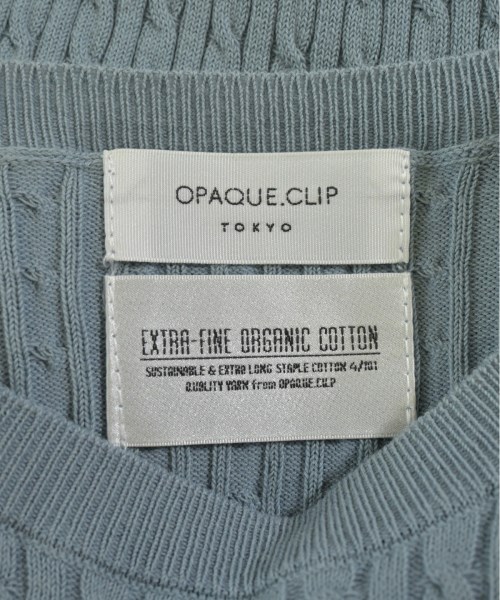 OPAQUE.CLIP
TOKYO
EXTRA-FINE ORGANIC COTTON
SUSTAINABLE & EXTRA LONG STAPLE COTTON 4/101
QUALITY YARN from OPAQUE.CLIP